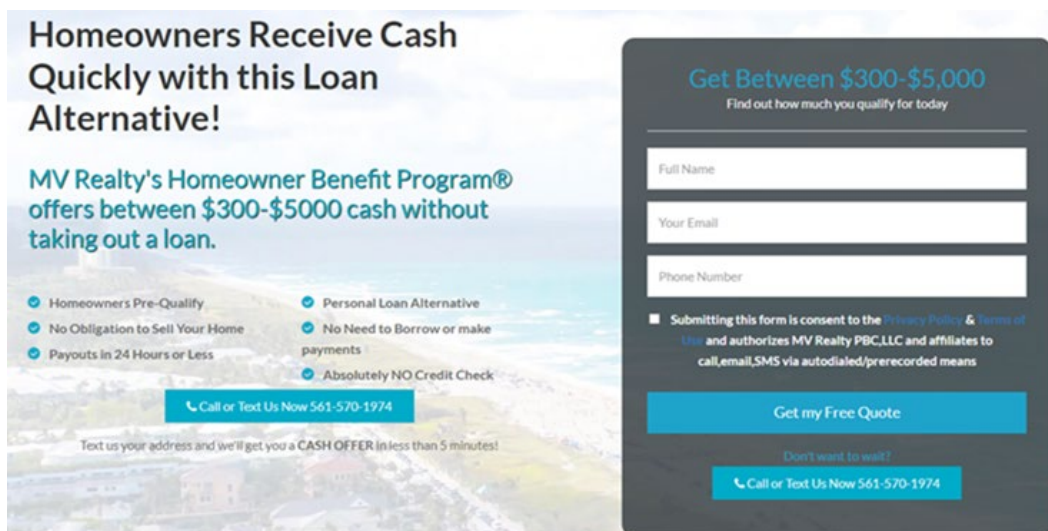 Homeowners Receive Cash
Quickly with this Loan
Alternative!
MV Realty's Homeowner Benefit Program®
offers between $300-$5000 cash without
taking out a loan.
Homeowners Pre-Qualify
No Obligation to Sell Your Home
Payouts in 24 Hours or Less
Personal Loan Alternative
No Need to Borrow or make
payments
Absolutely NO Credit Check
Call or Text Us Now 561-570-1974
Text us your address and we'll get you a CASH OFFER in less than 5 minutes!
Get Between $300-$5,000
Find out how much you qualify for today
Full Name
Your Email
Phone Number
Submitting this form is consent to the Privacy Policy & Terms of
Use and authorizes MV Realty PBC,LLC and affiliates to
call,email,SMS via autodialed/prerecorded means
Get my Free Quote
Don't want to wait?
Call or Text Us Now 561-570-1974